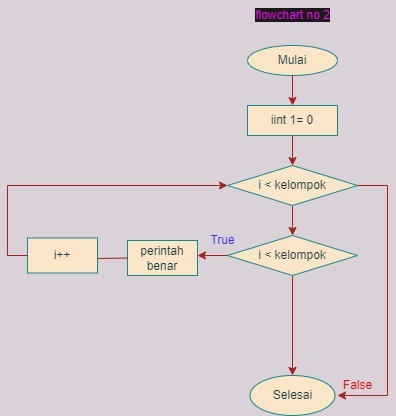 flowchart no 2
Mulai
iint 1= 0
i < kelompok
i < kelompok
True
perintah
benar
i++
False
Selesai